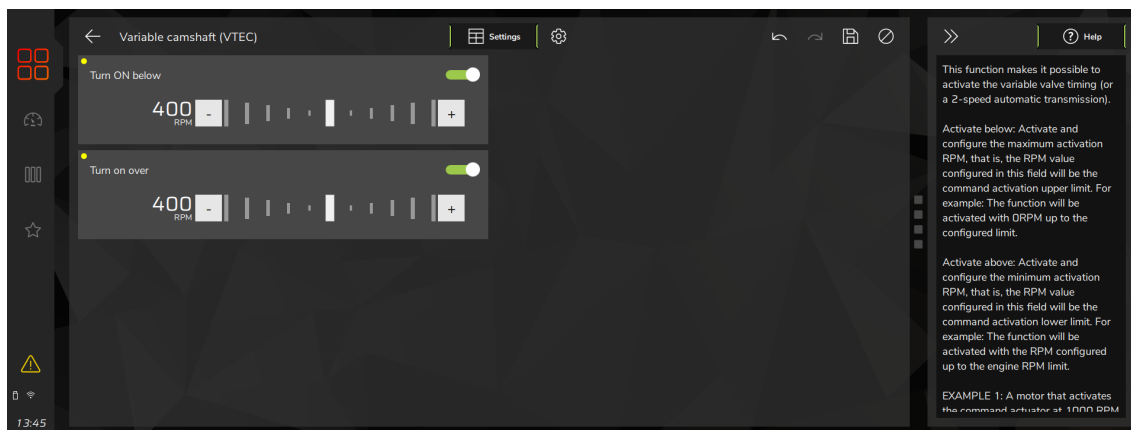 Variable camshaft (VTEC)
Settings
Help
Turn ON below
400
RPM
-
+
Turn on over
400
RPM
-
+
This function makes it possible to
activate the variable valve timing (or
a 2-speed automatic transmission).
Activate below: Activate and
configure the maximum activation
RPM, that is, the RPM value
configured in this field will be the
command activation upper limit. For
example: The function will be
activated with 0RPM up to the
configured limit.
Activate above: Activate and
configure the minimum activation
RPM, that is, the RPM value
configured in this field will be the
command activation lower limit. For
example: The function will be
activated with the RPM configured
up to the engine RPM limit.
EXAMPLE 1: A motor that activates
the command actuator at 1000 RPM
13:45